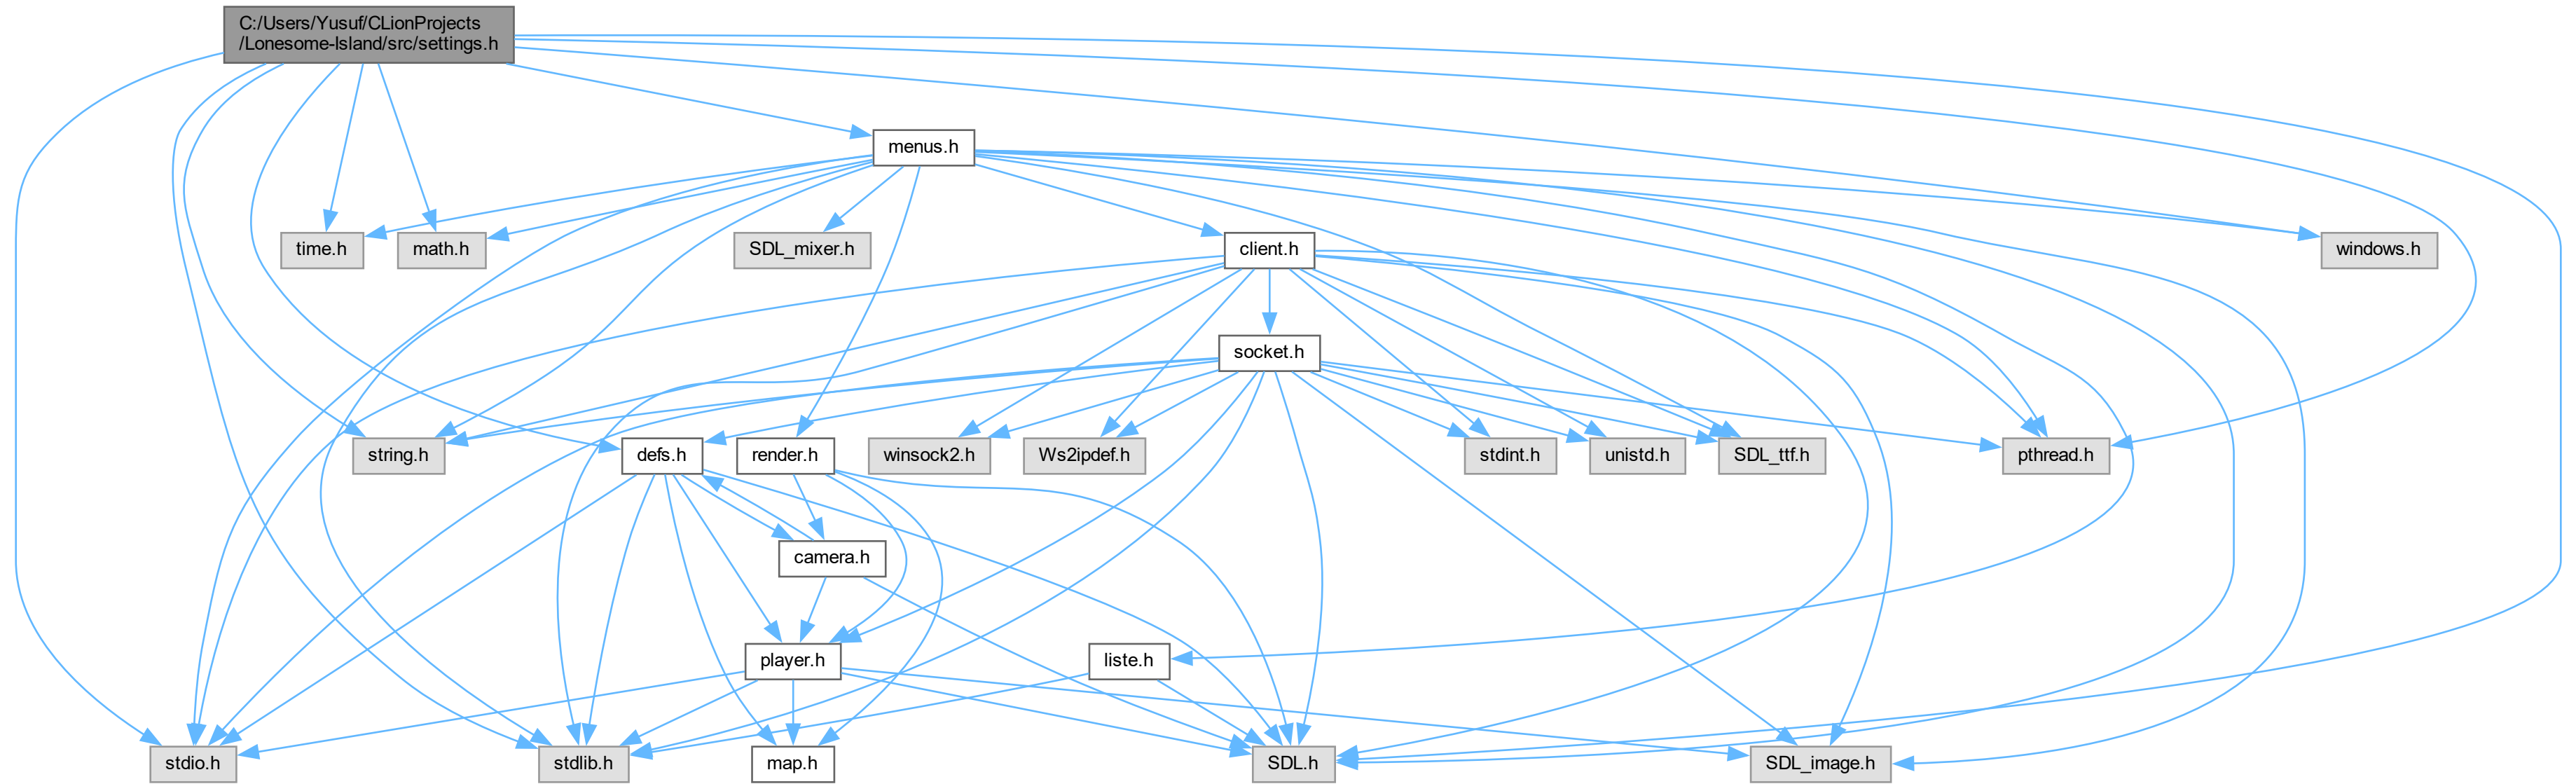 C:/Users/Yusuf/CLionProjects
/Lonesome-Island/src/settings.h
menus.h
time.h
math.h
SDL_mixer.h
client.h
windows.h
socket.h
string.h
defs.h
render.h
winsock2.h
Ws2ipdef.h
stdint.h
unistd.h
SDL_ttf.h
pthread.h
camera.h
player.h
liste.h
stdio.h
stdlib.h
map.h
SDL.h
SDL_image.h